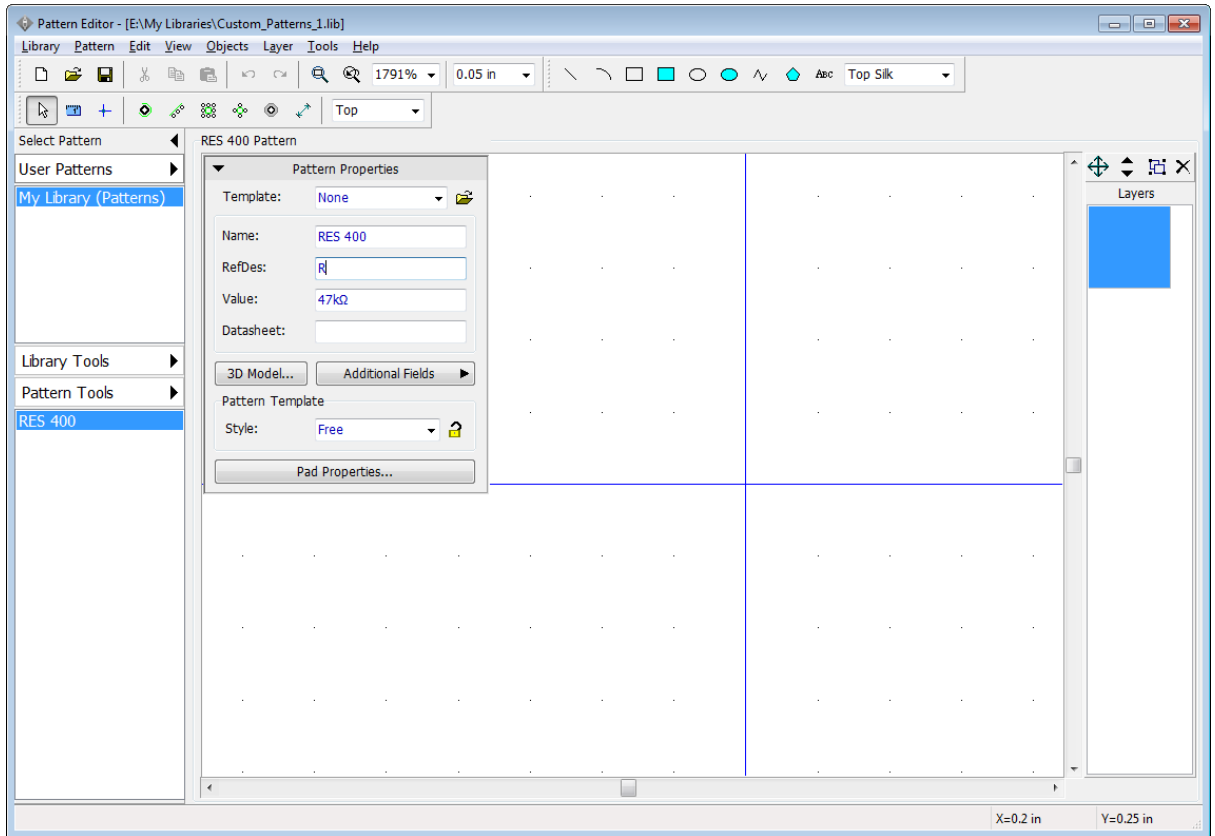 Pattern Editor - [E:\My Libraries\Custom_Patterns_1.lib]
Library Pattern Edit View Objects Layer Tools Help
1791% 0.05 in ABC Top Silk
Top
Select Pattern
RES 400 Pattern
User Patterns
My Library (Patterns)
Library Tools
Pattern Tools
RES 400
Pattern Properties
Template: None
Name: RES 400
RefDes: R
Value: 47kΩ
Datasheet:
3D Model... Additional Fields
Pattern Template
Style: Free
Pad Properties...
Layers
X=0.2 in Y=0.25 in